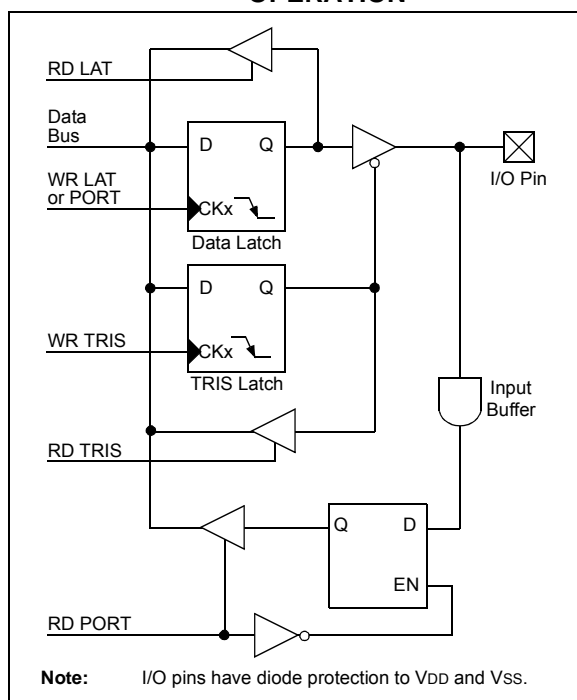 OPERATION
RD LAT
Data
Bus
D Q
WR LAT
or PORT
CKx
I/O Pin
Data Latch
D Q
WR TRIS
CKx
TRIS Latch
Input
Buffer
RD TRIS
Q D
EN
RD PORT
Note: I/O pins have diode protection to VDD and VSS.